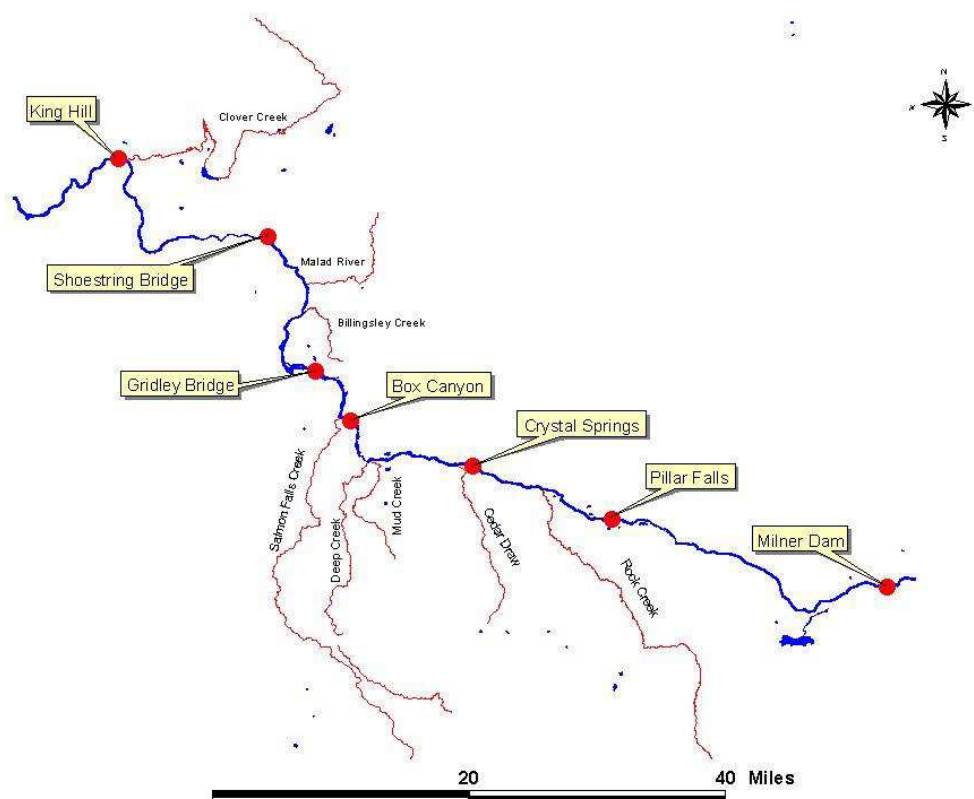 N
S
King Hill
Clover Creek
Shoestring Bridge
Malad River
Billingsley Creek
Gridley Bridge
Box Canyon
Crystal Springs
Pillar Falls
Milner Dam
Salmon Falls Creek
Deep Creek
Mud Creek
Cedar Draw
Rock Creek
20
40 Miles